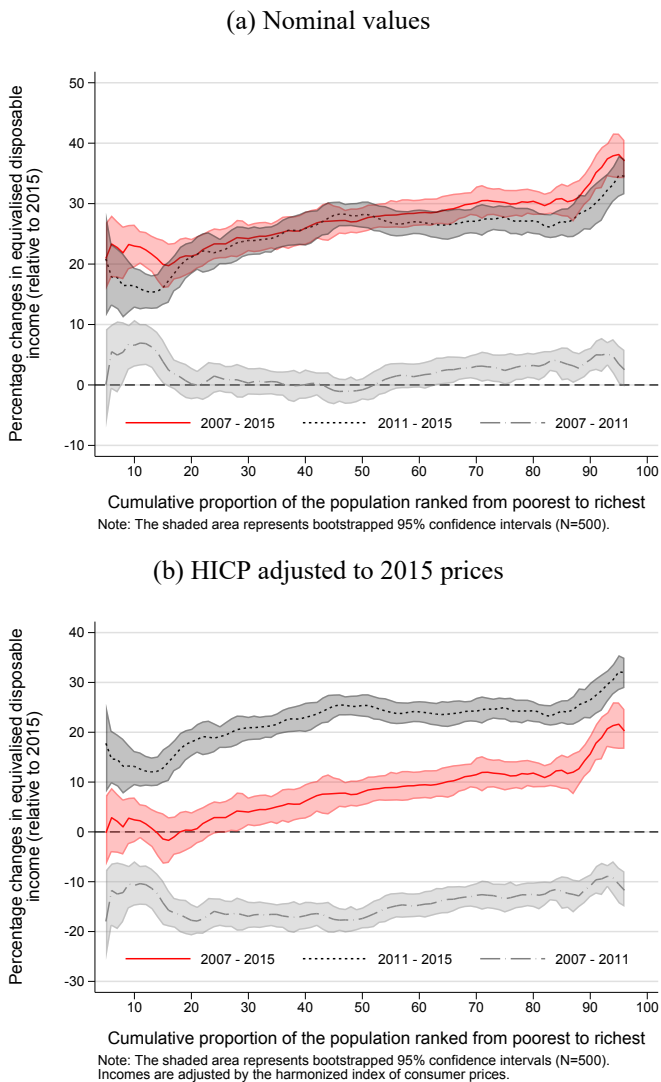 (a) Nominal values
Percentage changes in equivalised disposable
income (relative to 2015)
50
40
30
20
10
0
-10
2007 - 2015
2011 - 2015
2007 - 2011
10
20
30
40
50
60
70
80
90
100
Cumulative proportion of the population ranked from poorest to richest
Note: The shaded area represents bootstrapped 95% confidence intervals (N=500).
(b) HICP adjusted to 2015 prices
Percentage changes in equivalised disposable
income (relative to 2015)
40
30
20
10
0
-10
-20
-30
2007 - 2015
2011 - 2015
2007 - 2011
10
20
30
40
50
60
70
80
90
100
Cumulative proportion of the population ranked from poorest to richest
Note: The shaded area represents bootstrapped 95% confidence intervals (N=500).
Incomes are adjusted by the harmonized index of consumer prices.